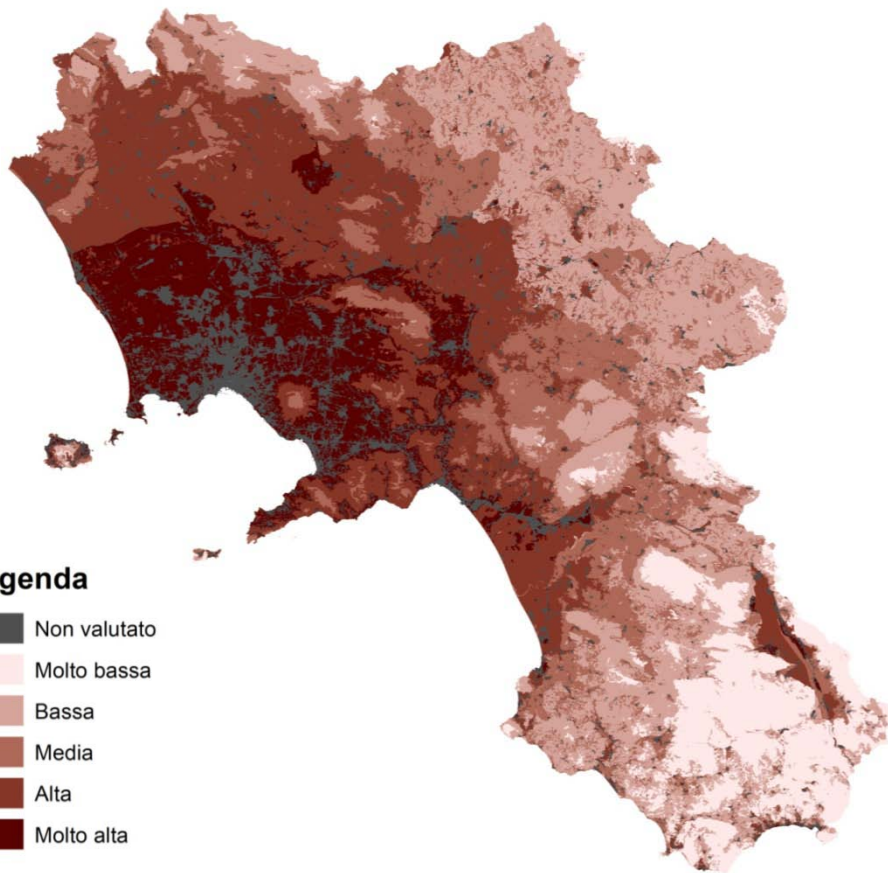 genda
Non valutato
Molto bassa
Bassa
Media
Alta
Molto alta